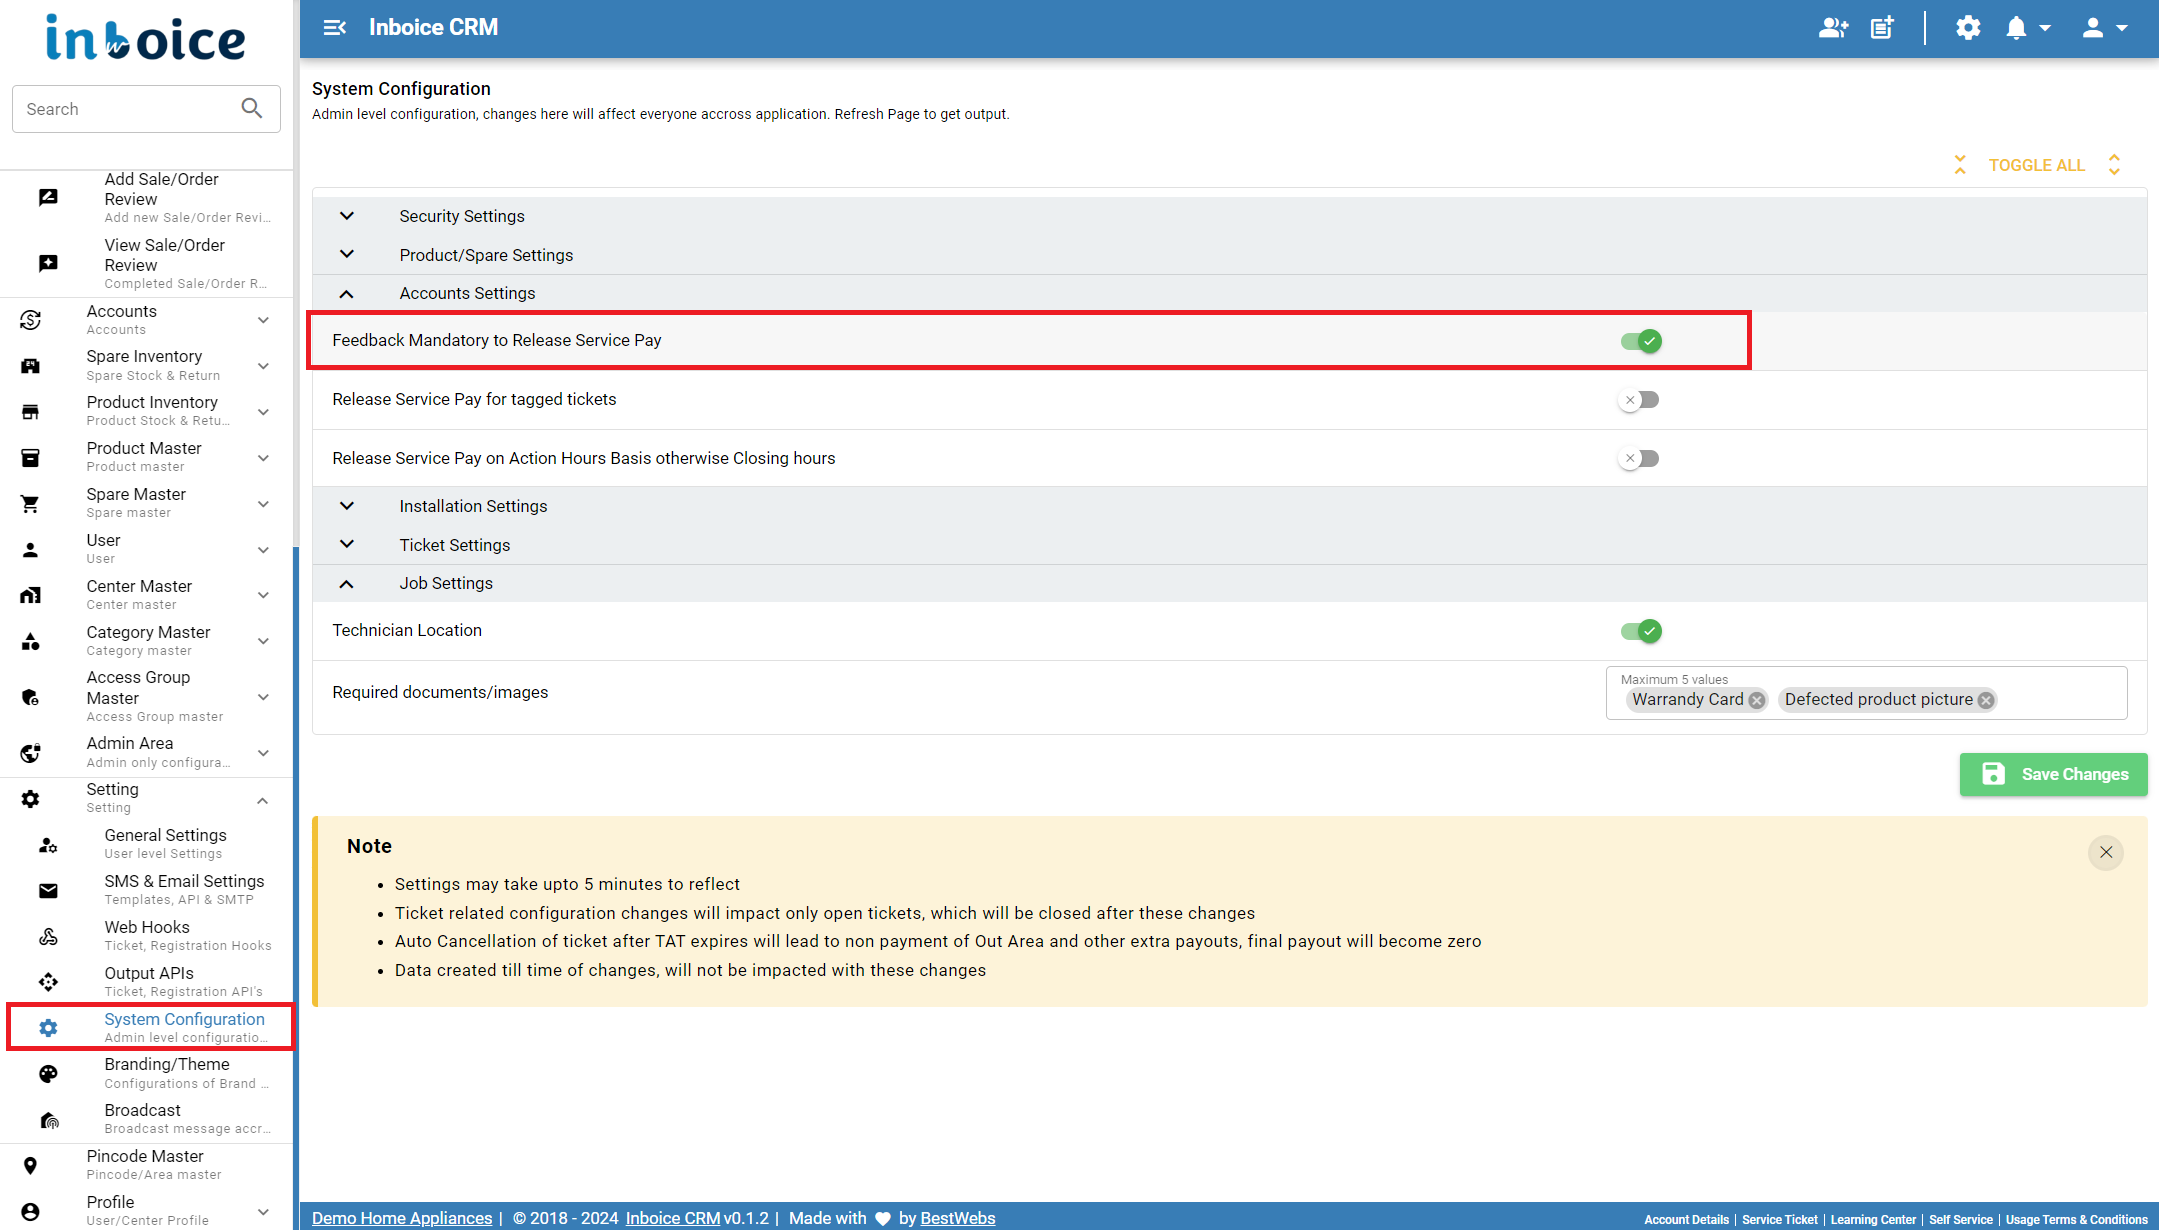 inboice
Search
Add Sale/Order
Review
Add new Sale/Order Revi...
View Sale/Order
Review
Completed Sale/Order R...
Accounts
Accounts
Spare Inventory
Spare Stock & Return
Product Inventory
Product Stock & Retu...
Product Master
Product master
Spare Master
Spare master
User
User
Center Master
Center master
Category Master
Category master
Access Group
Master
Access Group master
Admin Area
Admin only configura...
Setting
Setting
General Settings
User level Settings
SMS & Email Settings
Templates, API & SMTP
Web Hooks
Ticket, Registration Hooks
Output APIs
Ticket, Registration API's
System Configuration
Admin level configuratio...
Branding/Theme
Configurations of Brand ...
Broadcast
Broadcast message accr...
Pincode Master
Pincode/Area master
Profile
User/Center Profile
Inboice CRM
System Configuration
Admin level configuration, changes here will affect everyone accross application. Refresh Page to get output.
TOGGLE ALL
Security Settings
Product/Spare Settings
Accounts Settings
Feedback Mandatory to Release Service Pay
Release Service Pay for tagged tickets
Release Service Pay on Action Hours Basis otherwise Closing hours
Installation Settings
Ticket Settings
Job Settings
Technician Location
Required documents/images
Maximum 5 values
Warrandy Card Defected product picture
Save Changes
Note
• Settings may take upto 5 minutes to reflect
• Ticket related configuration changes will impact only open tickets, which will be closed after these changes
• Auto Cancellation of ticket after TAT expires will lead to non payment of Out Area and other extra payouts, final payout will become zero
• Data created till time of changes, will not be impacted with these changes
Demo Home Appliances | © 2018 - 2024 Inboice CRM v0.1.2 | Made with ♥ by BestWebs
Account Details | Service Ticket | Learning Center | Self Service | Usage Terms & Conditions